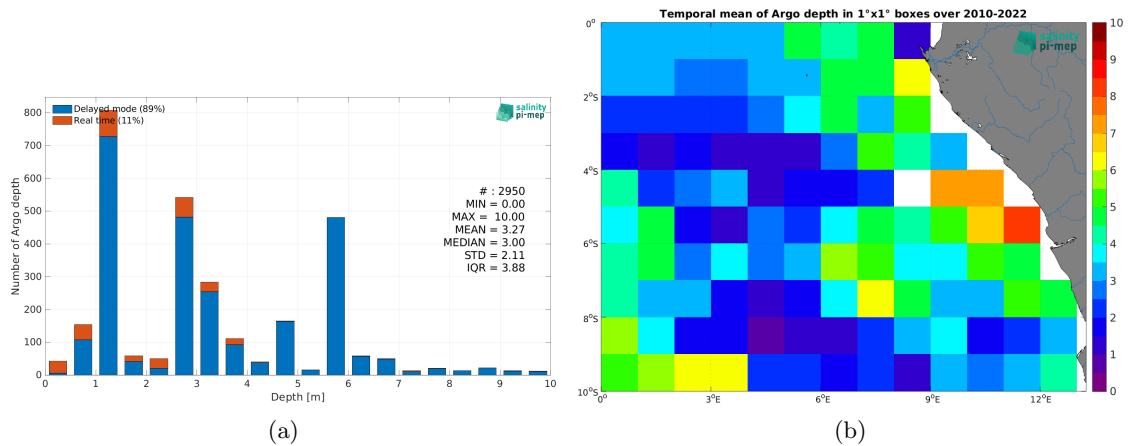 Delayed mode (89%)
Real time (11%)
salinity
pi-mep
# : 2950
MIN = 0.00
MAX = 10.00
MEAN = 3.27
MEDIAN = 3.00
STD = 2.11
IQR = 3.88
Number of Argo depth
800
700
600
500
400
300
200
100
0
0 1 2 3 4 5 6 7 8 9 10
Depth [m]
(a)
Temporal mean of Argo depth in 1°x1° boxes over 2010-2022
salinity
pi-mep
0°
2°S
4°S
6°S
8°S
10°S
0° 3°E 6°E 9°E 12°E
10
9
8
7
6
5
4
3
2
1
0
(b)